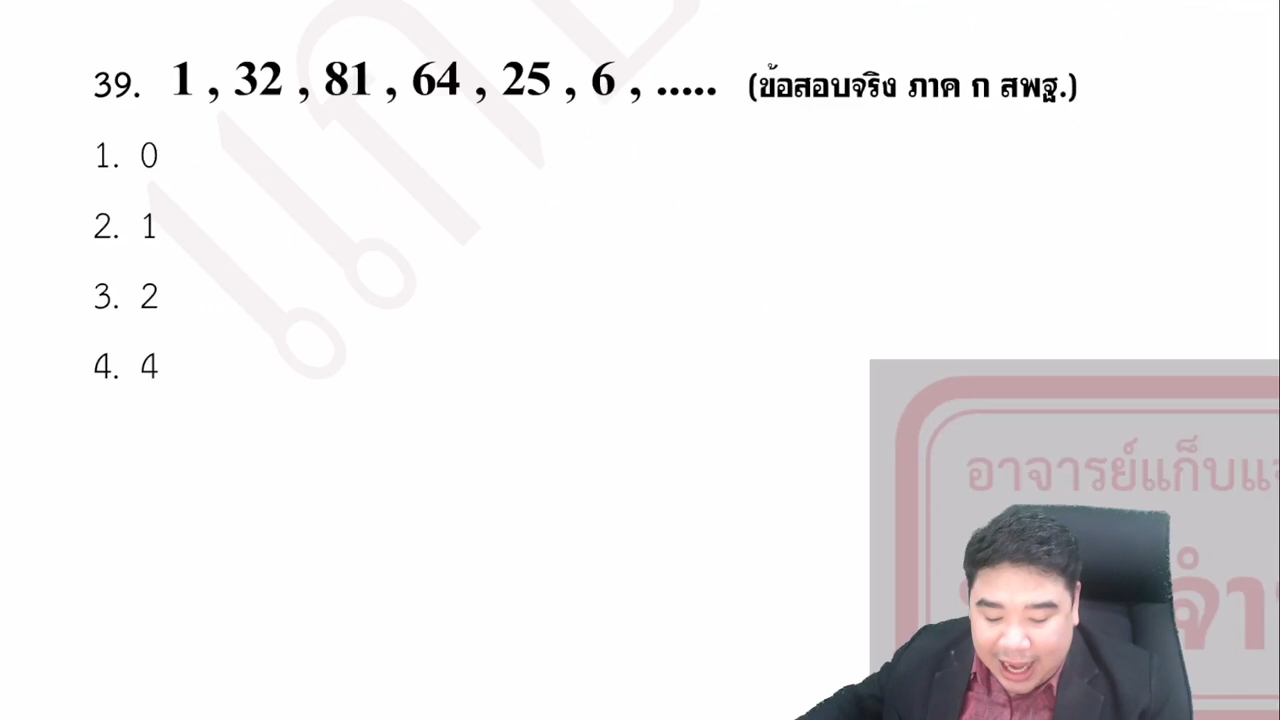 39. 1 , 32 , 81 , 64 , 25 , 6 , ..... (ข้อสอบจริง ภาค ก สพฐ.)
1. 0
2. 1
3. 2
4. 4
อาจารย์แก็บแจ